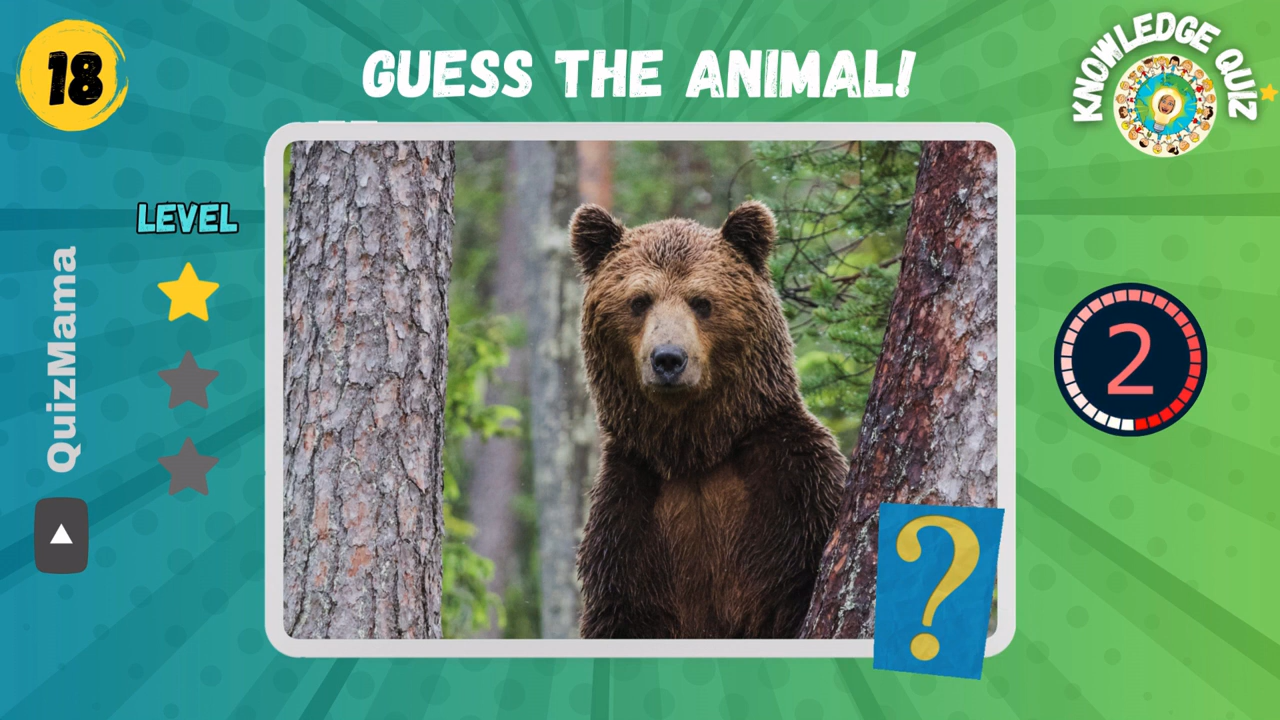 18
GUESS THE ANIMAL!
KNOWLEDGE QUIZ
LEVEL
QuizMama
2
?